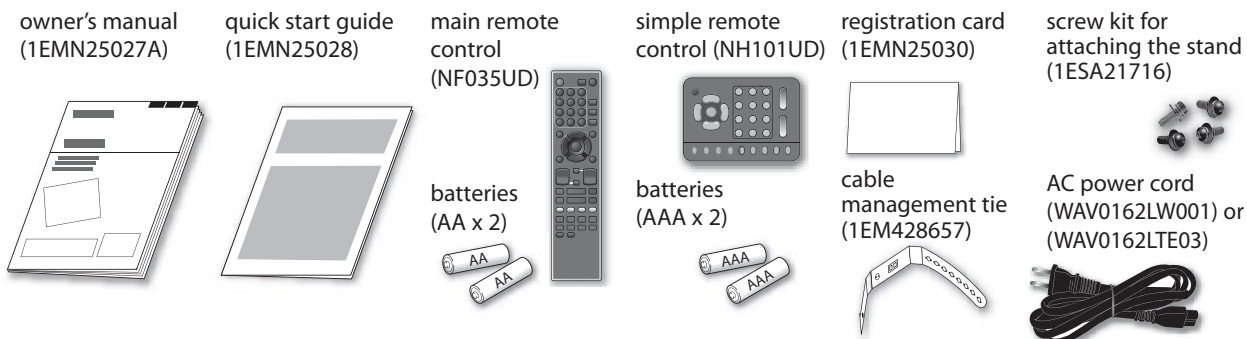 owner’s manual
(1EMN25027A)
quick start guide
(1EMN25028)
main remote
control
(NF035UD)
batteries
(AA x 2)
AA
AA
simple remote
control (NH101UD)
batteries
(AAA x 2)
AAA
AAA
registration card
(1EMN25030)
cable
management tie
(1EM428657)
screw kit for
attaching the stand
(1ESA21716)
AC power cord
(WAV0162LW001) or
(WAV0162LTE03)